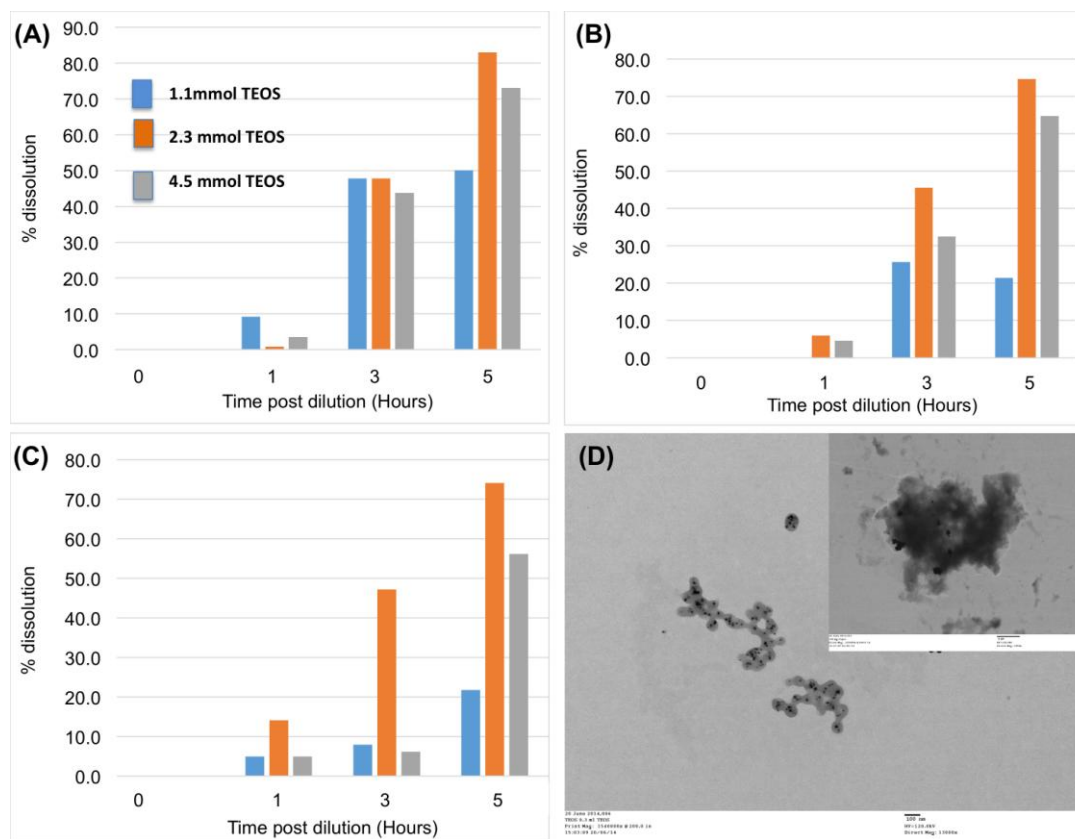 (A)
90.0
80.0
70.0
60.0
50.0
40.0
30.0
20.0
10.0
0.0
% dissolution
1.1mmol TEOS
2.3 mmol TEOS
4.5 mmol TEOS
0 1 3 5
Time post dilution (Hours)
(B)
80.0
70.0
60.0
50.0
40.0
30.0
20.0
10.0
0.0
% dissolution
0 1 3 5
Time post dilution (Hours)
(C)
80.0
70.0
60.0
50.0
40.0
30.0
20.0
10.0
0.0
% dissolution
0 1 3 5
Time post dilution (Hours)
(D)
100 nm